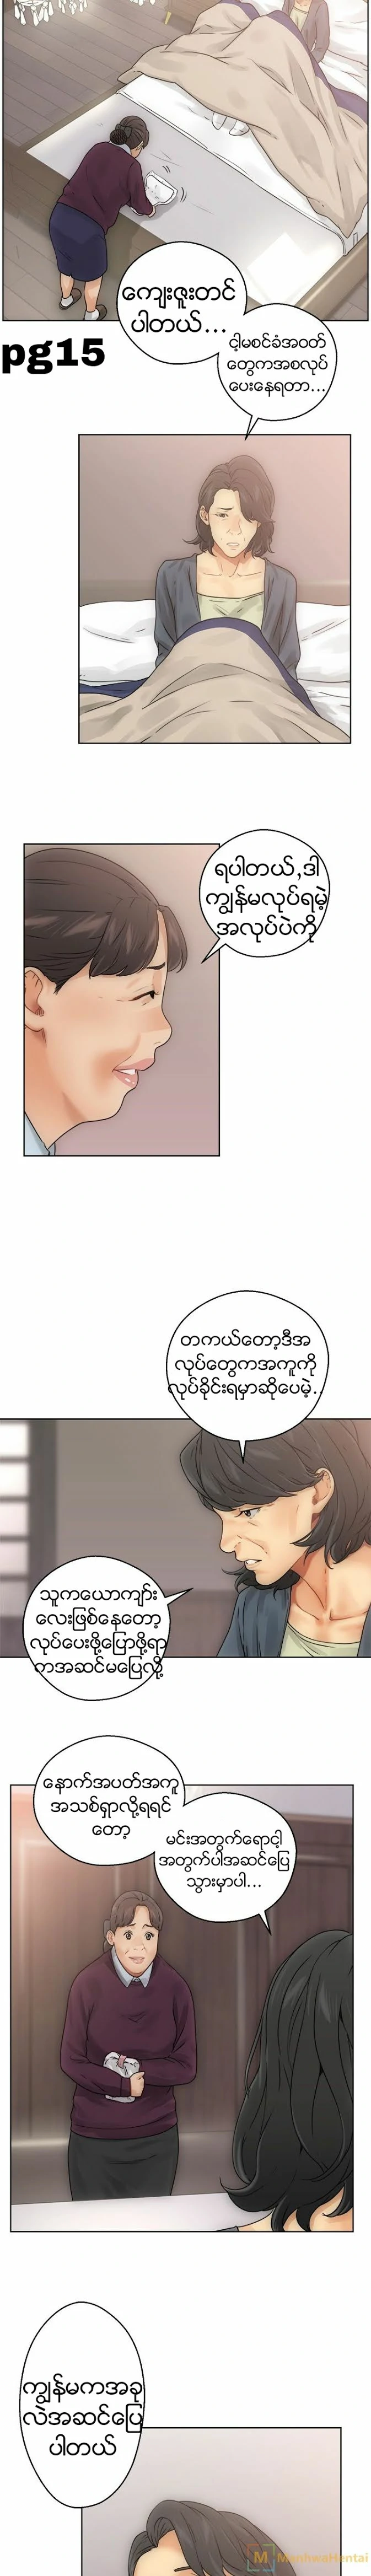 ကျေးဇူးတင်
ပါတယ်...
pg15
ငါ့မစင်ခံအဝတ်
တွေကအစလုပ်
ပေးနေရတာ...
ရပါတယ်,ဒါ
ကျွန်မလုပ်ရမဲ့
အလုပ်ပဲကို
တကယ်တော့ဒီအ
လုပ်တွေကအကူကို
လုပ်ခိုင်းရမှာဆိုပေမဲ့..
သူကယောကျာ်း
လေးဖြစ်နေတော့
လုပ်ပေးဖို့ပြောဖို့ရာ
ကအဆင်မပြေလို့
နောက်အပတ်အကူ
အသစ်ရှာလို့ရရင်
တော့
မင်းအတွက်ရောငါ့
အတွက်ပါအဆင်ပြေ
သွားမှာပါ...
ကျွန်မကအခု
လဲအဆင်ပြေ
ပါတယ်
M ManhwaHentai